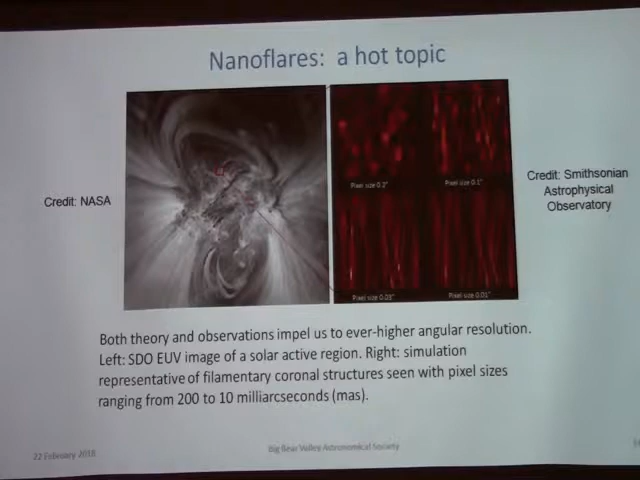 Nanoflares: a hot topic
Credit: NASA
Pixel size 0.2"
Pixel size 0.1"
Pixel size 0.03"
Pixel size 0.01"
Credit: Smithsonian
Astrophysical
Observatory
Both theory and observations impel us to ever-higher angular resolution.
Left: SDO EUV image of a solar active region. Right: simulation
representative of filamentary coronal structures seen with pixel sizes
ranging from 200 to 10 milliarcseconds (mas).
22 February 2018
Big Bear Valley Astronomical Society